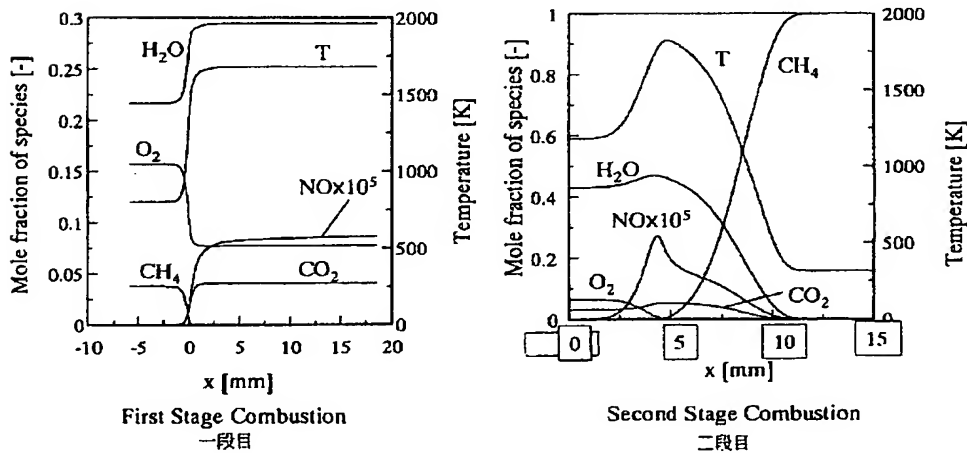 0.3
0.25
0.2
0.15
0.1
0.05
0
2000
1500
1000
500
0
-10
-5
0
5
10
15
20
Mole fraction of species [-]
Temperature [K]
H₂O
T
O₂
NO×10⁵
CH₄
CO₂
x [mm]
First Stage Combustion
一段目
1
0.8
0.6
0.4
0.2
0
2000
1500
1000
500
0
0
5
10
15
Mole fraction of species [-]
Temperature [K]
T
CH₄
H₂O
NO×10⁵
O₂
CO₂
x [mm]
Second Stage Combustion
二段目